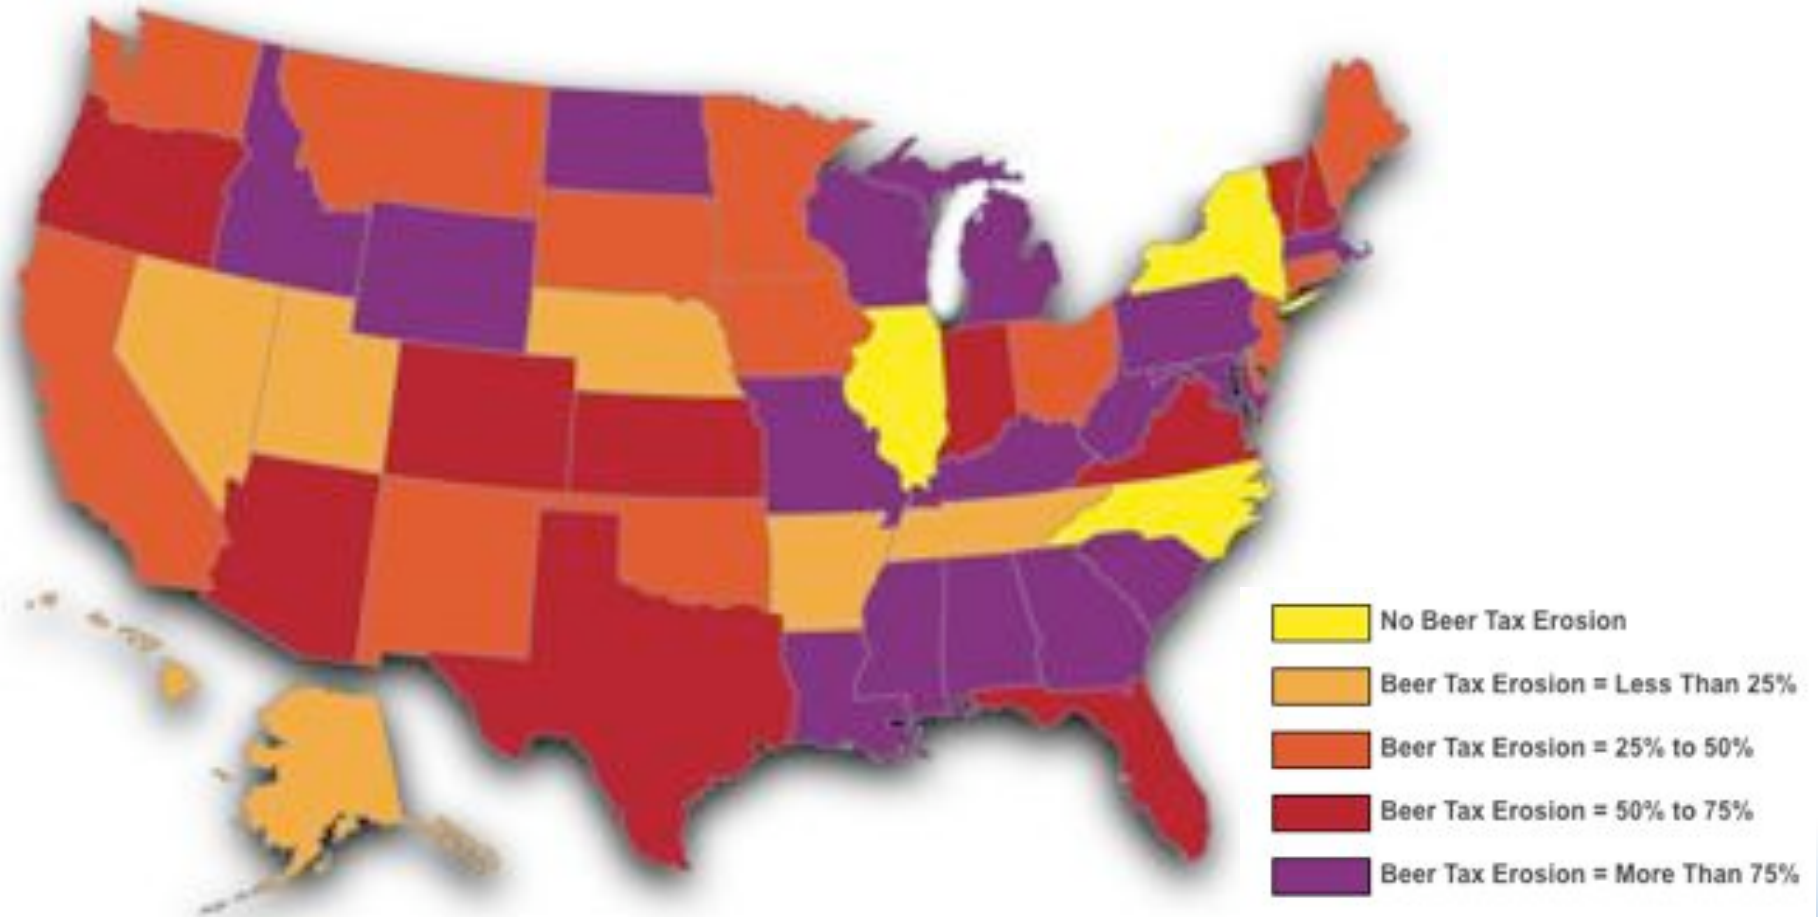 No Beer Tax Erosion
Beer Tax Erosion = Less Than 25%
Beer Tax Erosion = 25% to 50%
Beer Tax Erosion = 50% to 75%
Beer Tax Erosion = More Than 75%